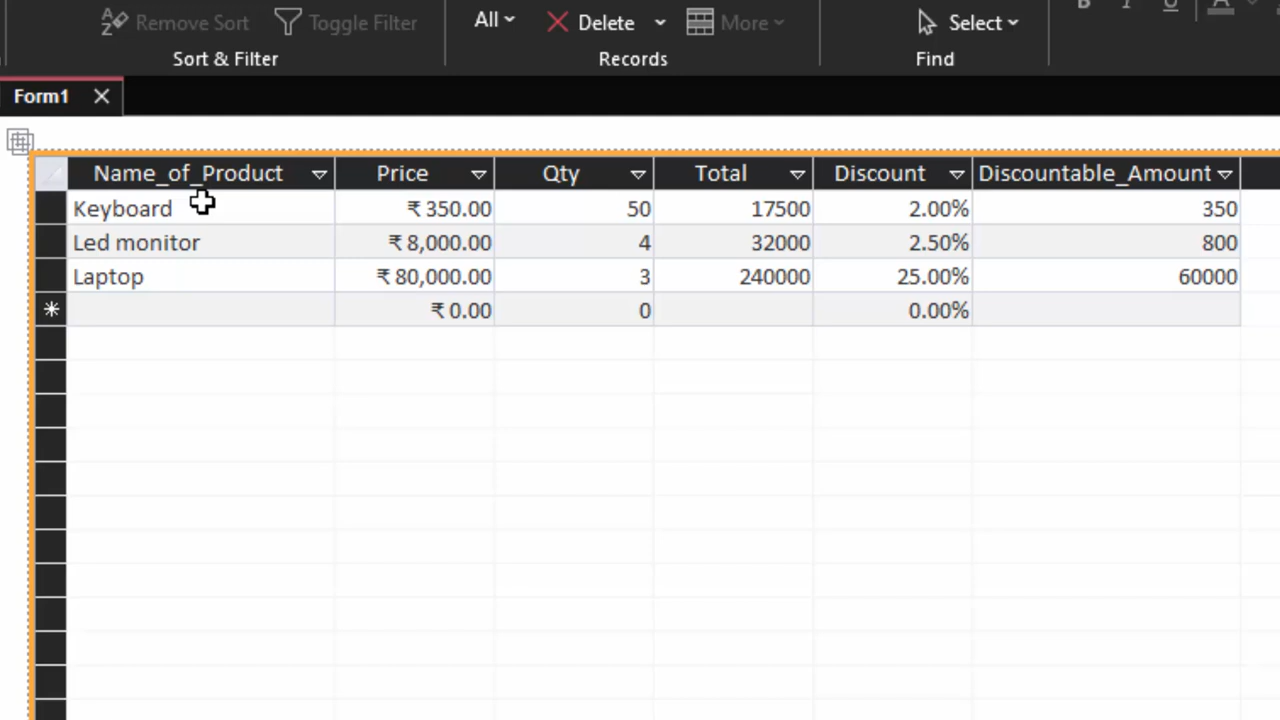 Remove Sort Toggle Filter All Delete More Select B I U A
Sort & Filter Records Find
Form1
Name_of_Product Price Qty Total Discount Discountable_Amount
Keyboard ₹ 350.00 50 17500 2.00% 350
Led monitor ₹ 8,000.00 4 32000 2.50% 800
Laptop ₹ 80,000.00 3 240000 25.00% 60000
₹ 0.00 0 0.00%